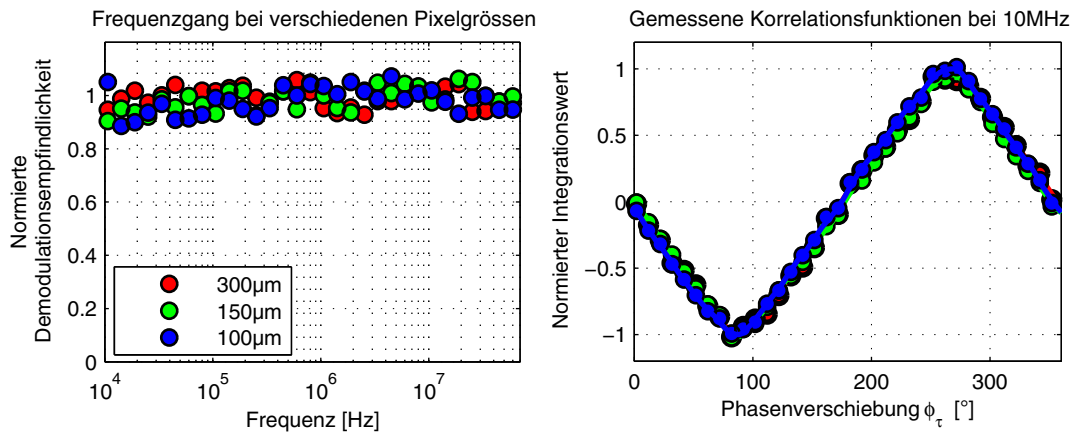 Frequenzgang bei verschiedenen Pixelgrössen
Normierte
Demodulationsempfindlichkeit
1
0.8
0.6
0.4
0.2
0
300µm
150µm
100µm
10^4
10^5
10^6
10^7
Frequenz [Hz]
Gemessene Korrelationsfunktionen bei 10MHz
Normierter Integrationswert
1
0.5
0
−0.5
−1
0
100
200
300
Phasenverschiebung ϕ_τ [°]